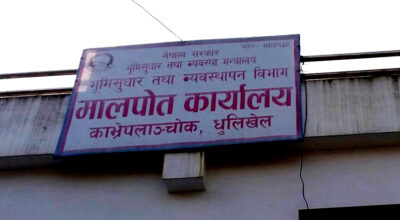 नेपाल सरकार
भूमिसुधार तथा व्यवस्था मन्त्रालय
भूमिसुधार तथा व्यवस्थापन विभाग
मालपोत कार्यालय
काभ्रेपलाञ्चोक, धुलिखेल